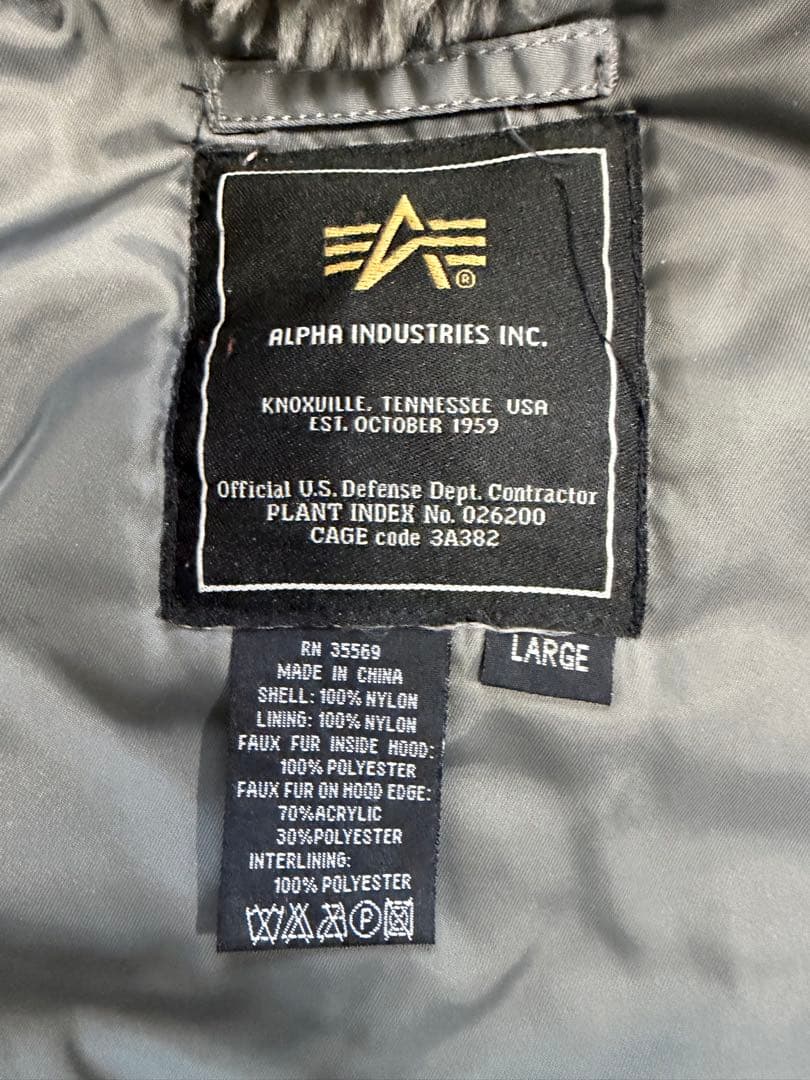 ®
ALPHA INDUSTRIES INC.
KNOXVILLE, TENNESSEE USA
EST. OCTOBER 1959
Official U.S. Defense Dept. Contractor
PLANT INDEX No. 026200
CAGE code 3A382
LARGE
RN 35569
MADE IN CHINA
SHELL: 100% NYLON
LINING: 100% NYLON
FAUX FUR INSIDE HOOD:
100% POLYESTER
FAUX FUR ON HOOD EDGE:
70%ACRYLIC
30%POLYESTER
INTERLINING:
100% POLYESTER
P